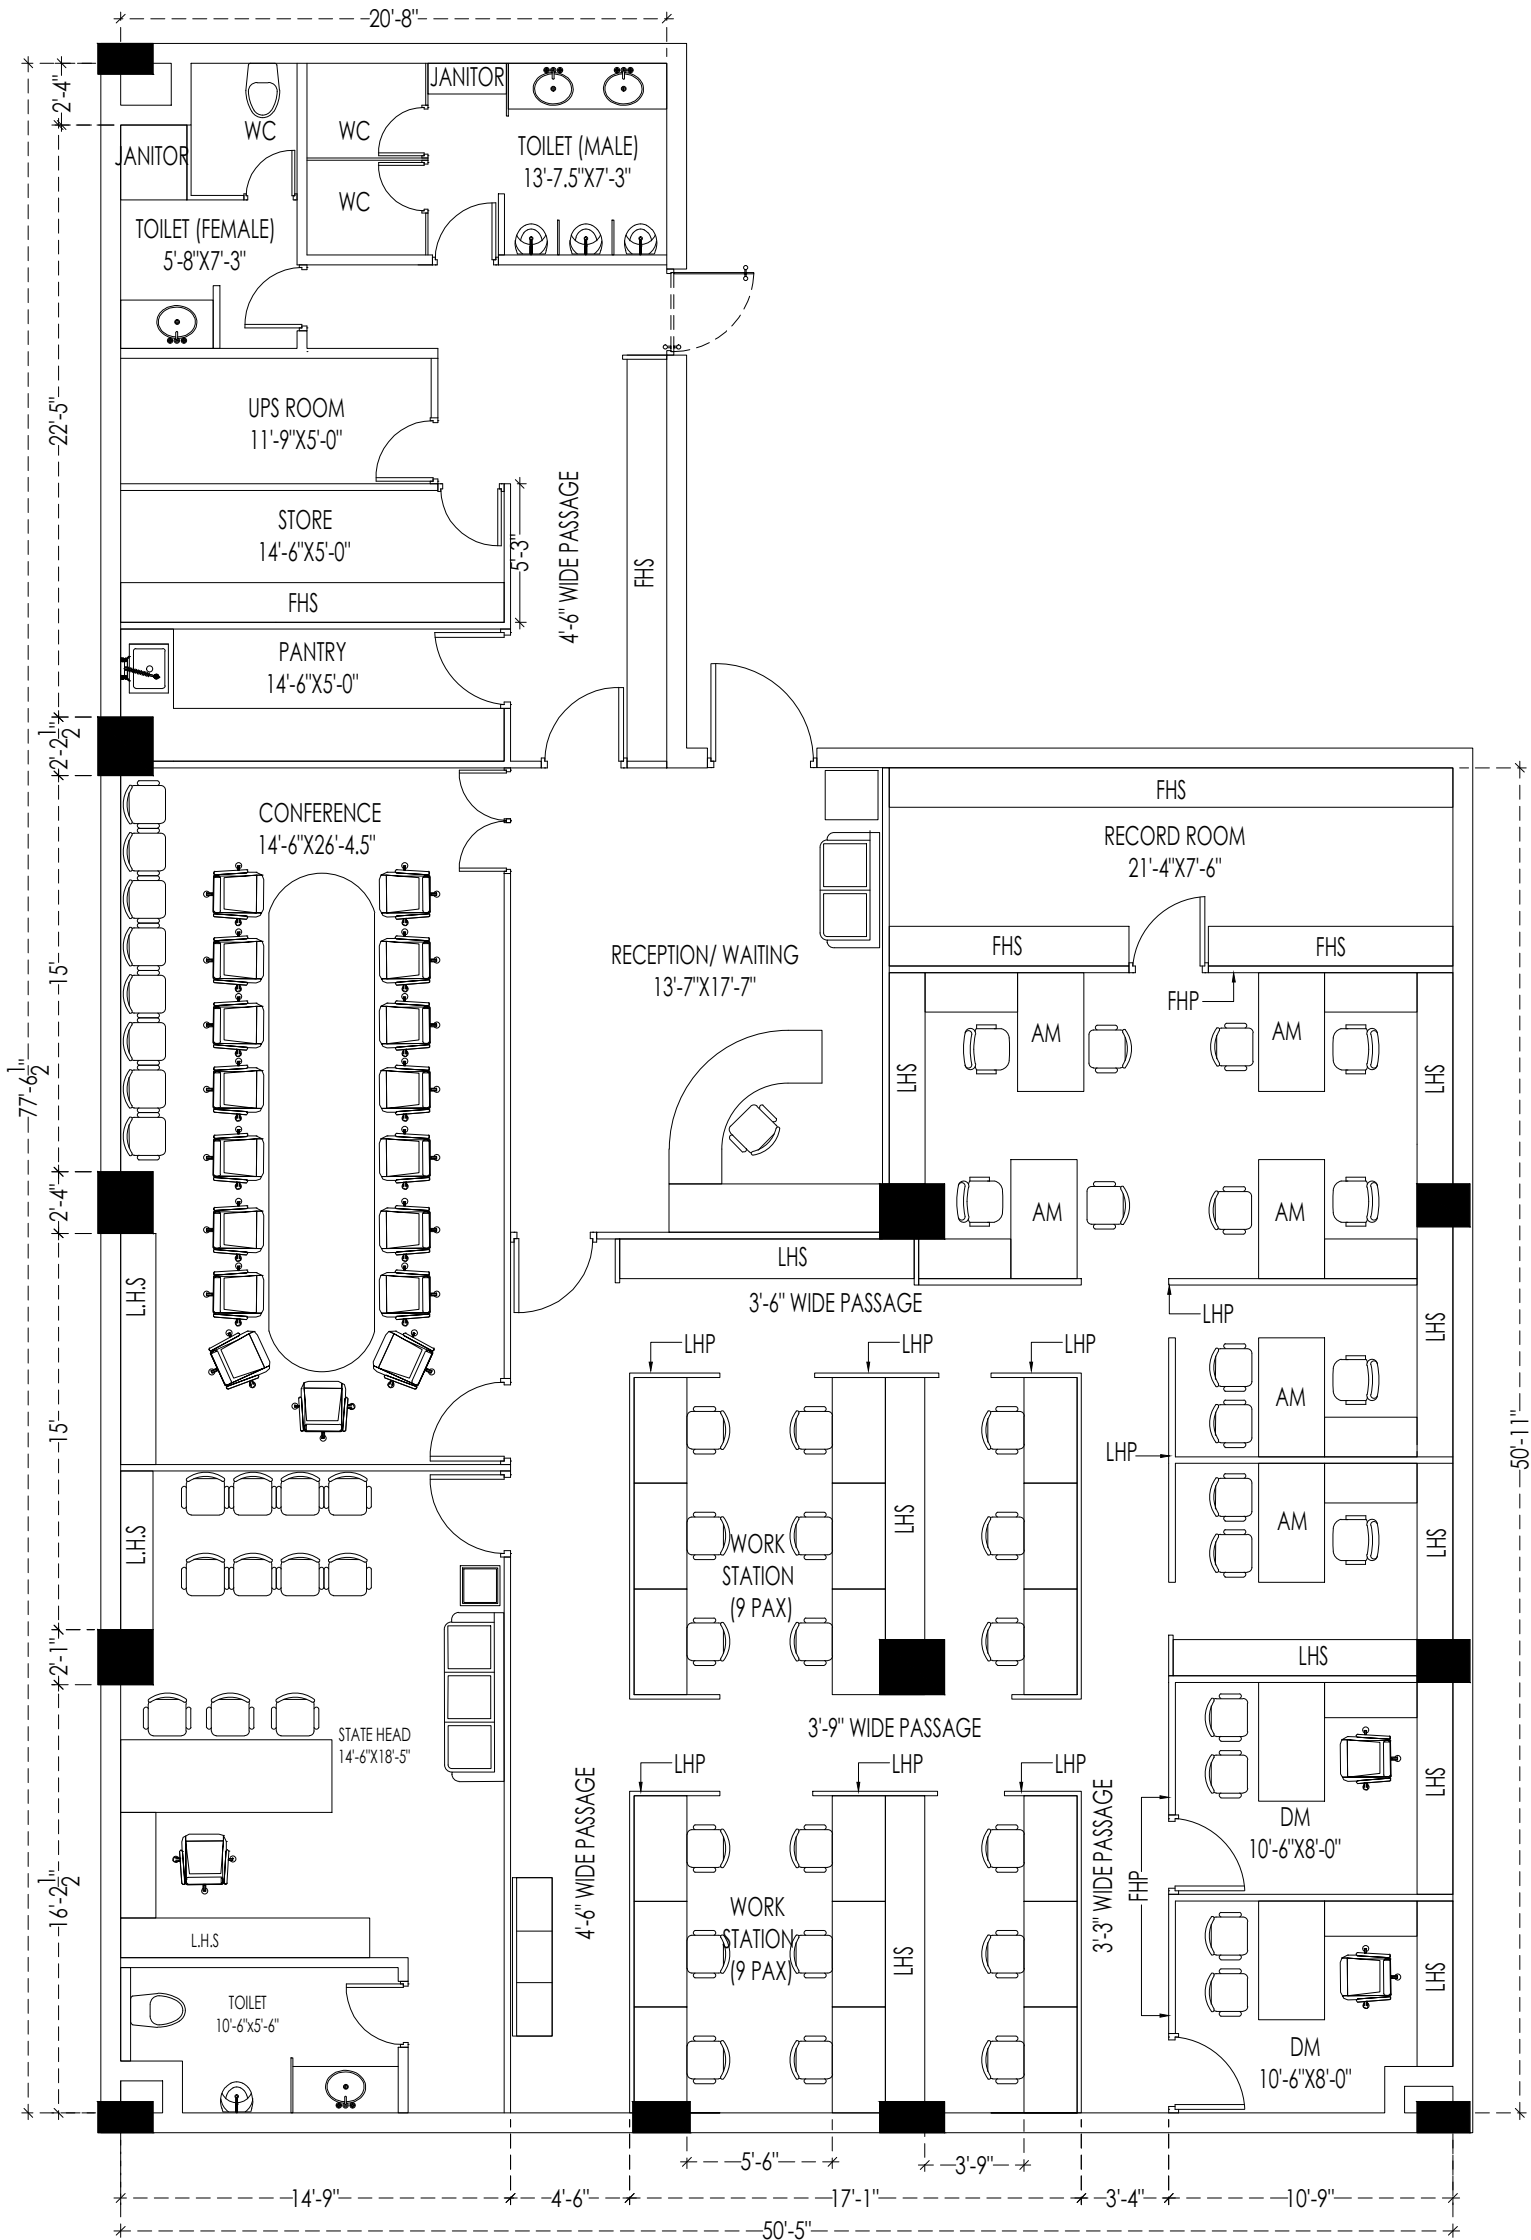 20'-8"
2'-4"
JANITOR
WC
WC
JANITOR
TOILET (MALE)
13'-7.5"X7'-3"
WC
TOILET (FEMALE)
5'-8"X7'-3"
22'-5"
UPS ROOM
11'-9"X5'-0"
STORE
14'-6"X5'-0"
5'-3"
4'-6" WIDE PASSAGE
FHS
FHS
PANTRY
14'-6"X5'-0"
2'-2 1/2"
CONFERENCE
14'-6"X26'-4.5"
FHS
RECORD ROOM
21'-4"X7'-6"
FHS
FHS
RECEPTION/ WAITING
13'-7"X17'-7"
15'
77'-6 1/2"
FHP
AM
AM
LHS
LHS
2'-4"
AM
AM
LHS
3'-6" WIDE PASSAGE
L.H.S
LHP
LHS
LHP
LHP
LHP
AM
15'
50'-11"
LHP
LHS
WORK
STATION
(9 PAX)
AM
LHS
L.H.S
2'-1"
LHS
STATE HEAD
14'-6"X18'-5"
3'-9" WIDE PASSAGE
LHP
LHP
LHP
4'-6" WIDE PASSAGE
3'-3" WIDE PASSAGE
LHS
DM
10'-6"X8'-0"
FHP
16'-2 1/2"
WORK
STATION
(9 PAX)
LHS
L.H.S
LHS
TOILET
10'-6"x5'-6"
DM
10'-6"X8'-0"
5'-6"
3'-9"
14'-9"
4'-6"
17'-1"
3'-4"
10'-9"
50'-5"